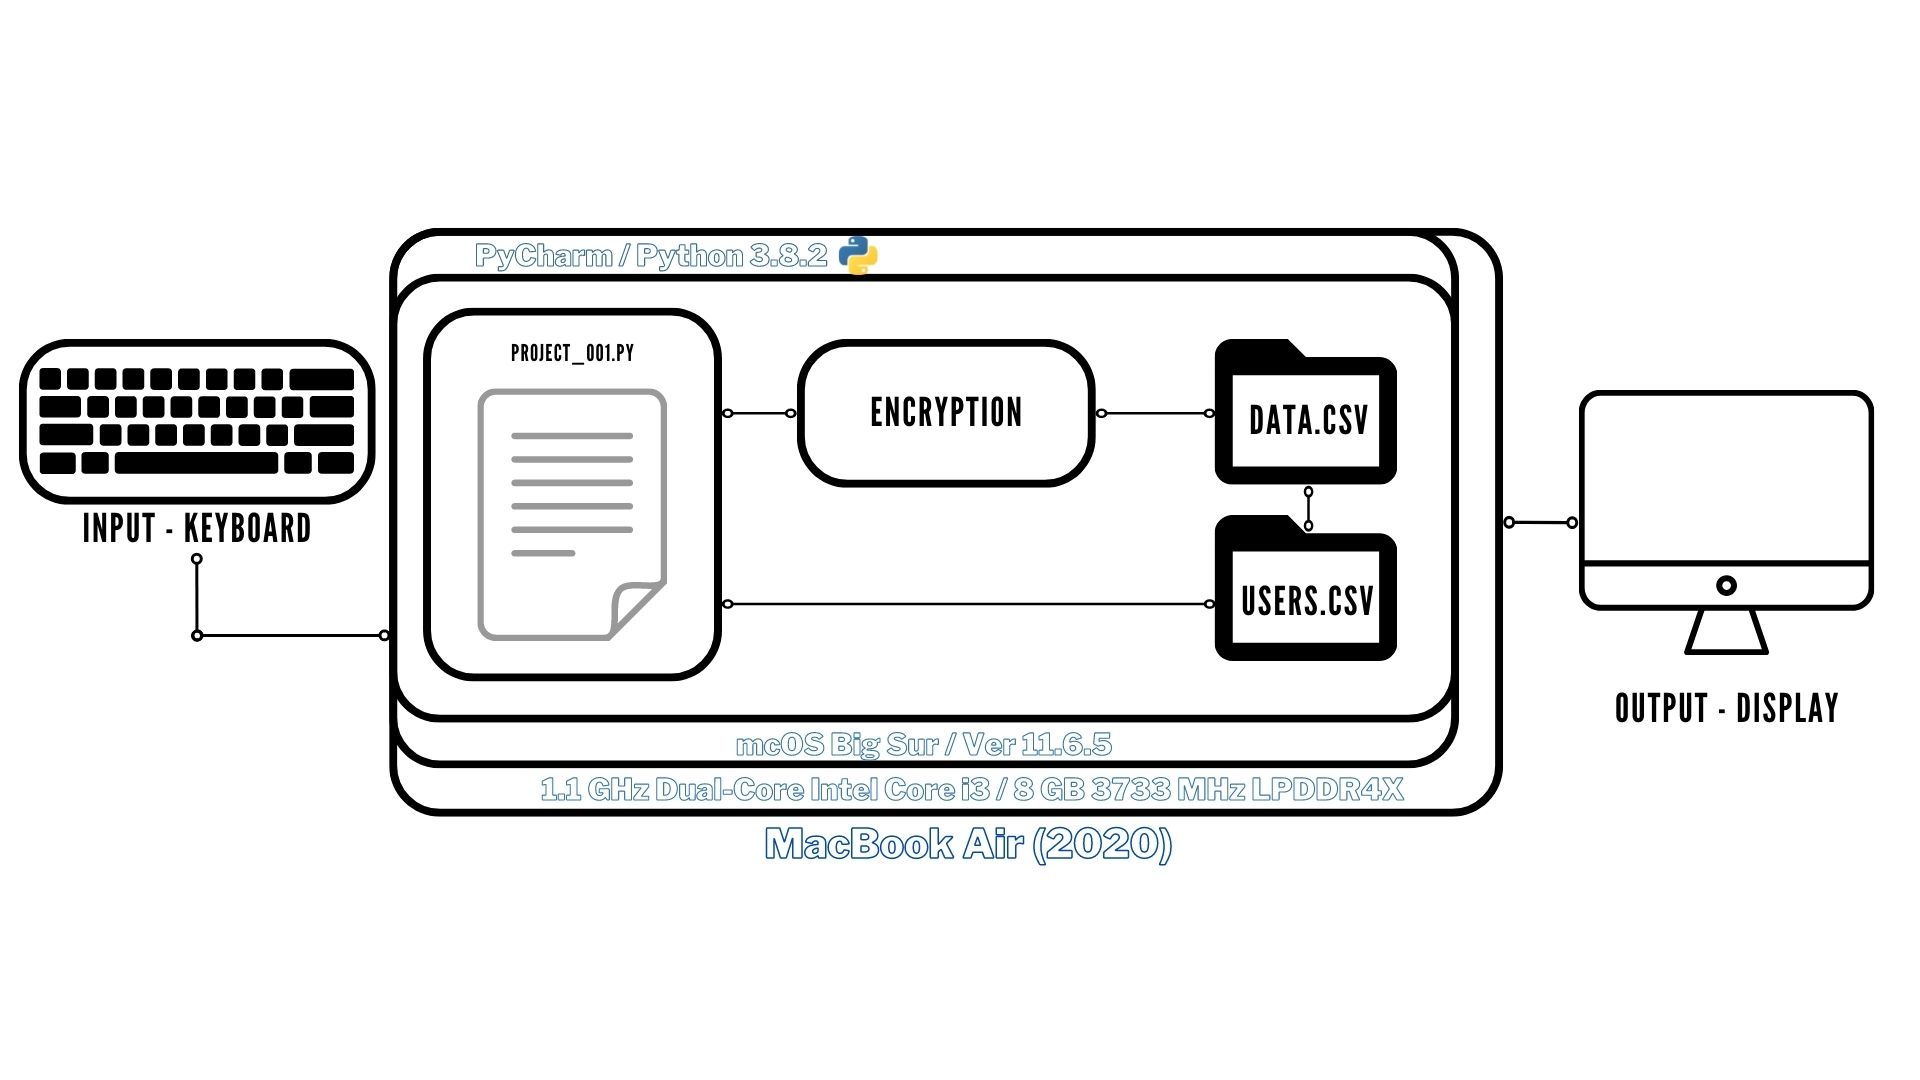 PyCharm / Python 3.8.2
PROJECT_001.PY
ENCRYPTION
DATA.CSV
USERS.CSV
INPUT - KEYBOARD
OUTPUT - DISPLAY
mcOS Big Sur / Ver 11.6.5
1.1 GHz Dual-Core Intel Core i3 / 8 GB 3733 MHz LPDDR4X
MacBook Air (2020)